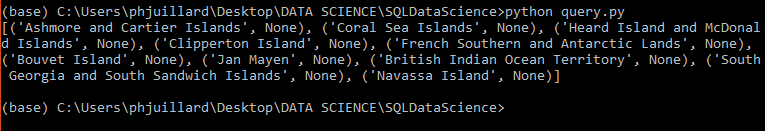 (base) C:\Users\phjuillard\Desktop\DATA SCIENCE\SQLDataScience>python query.py
[('Ashmore and Cartier Islands', None), ('Coral Sea Islands', None), ('Heard Island and McDonal
d Islands', None), ('Clipperton Island', None), ('French Southern and Antarctic Lands', None),
('Bouvet Island', None), ('Jan Mayen', None), ('British Indian Ocean Territory', None), ('South
 Georgia and South Sandwich Islands', None), ('Navassa Island', None)]
(base) C:\Users\phjuillard\Desktop\DATA SCIENCE\SQLDataScience>